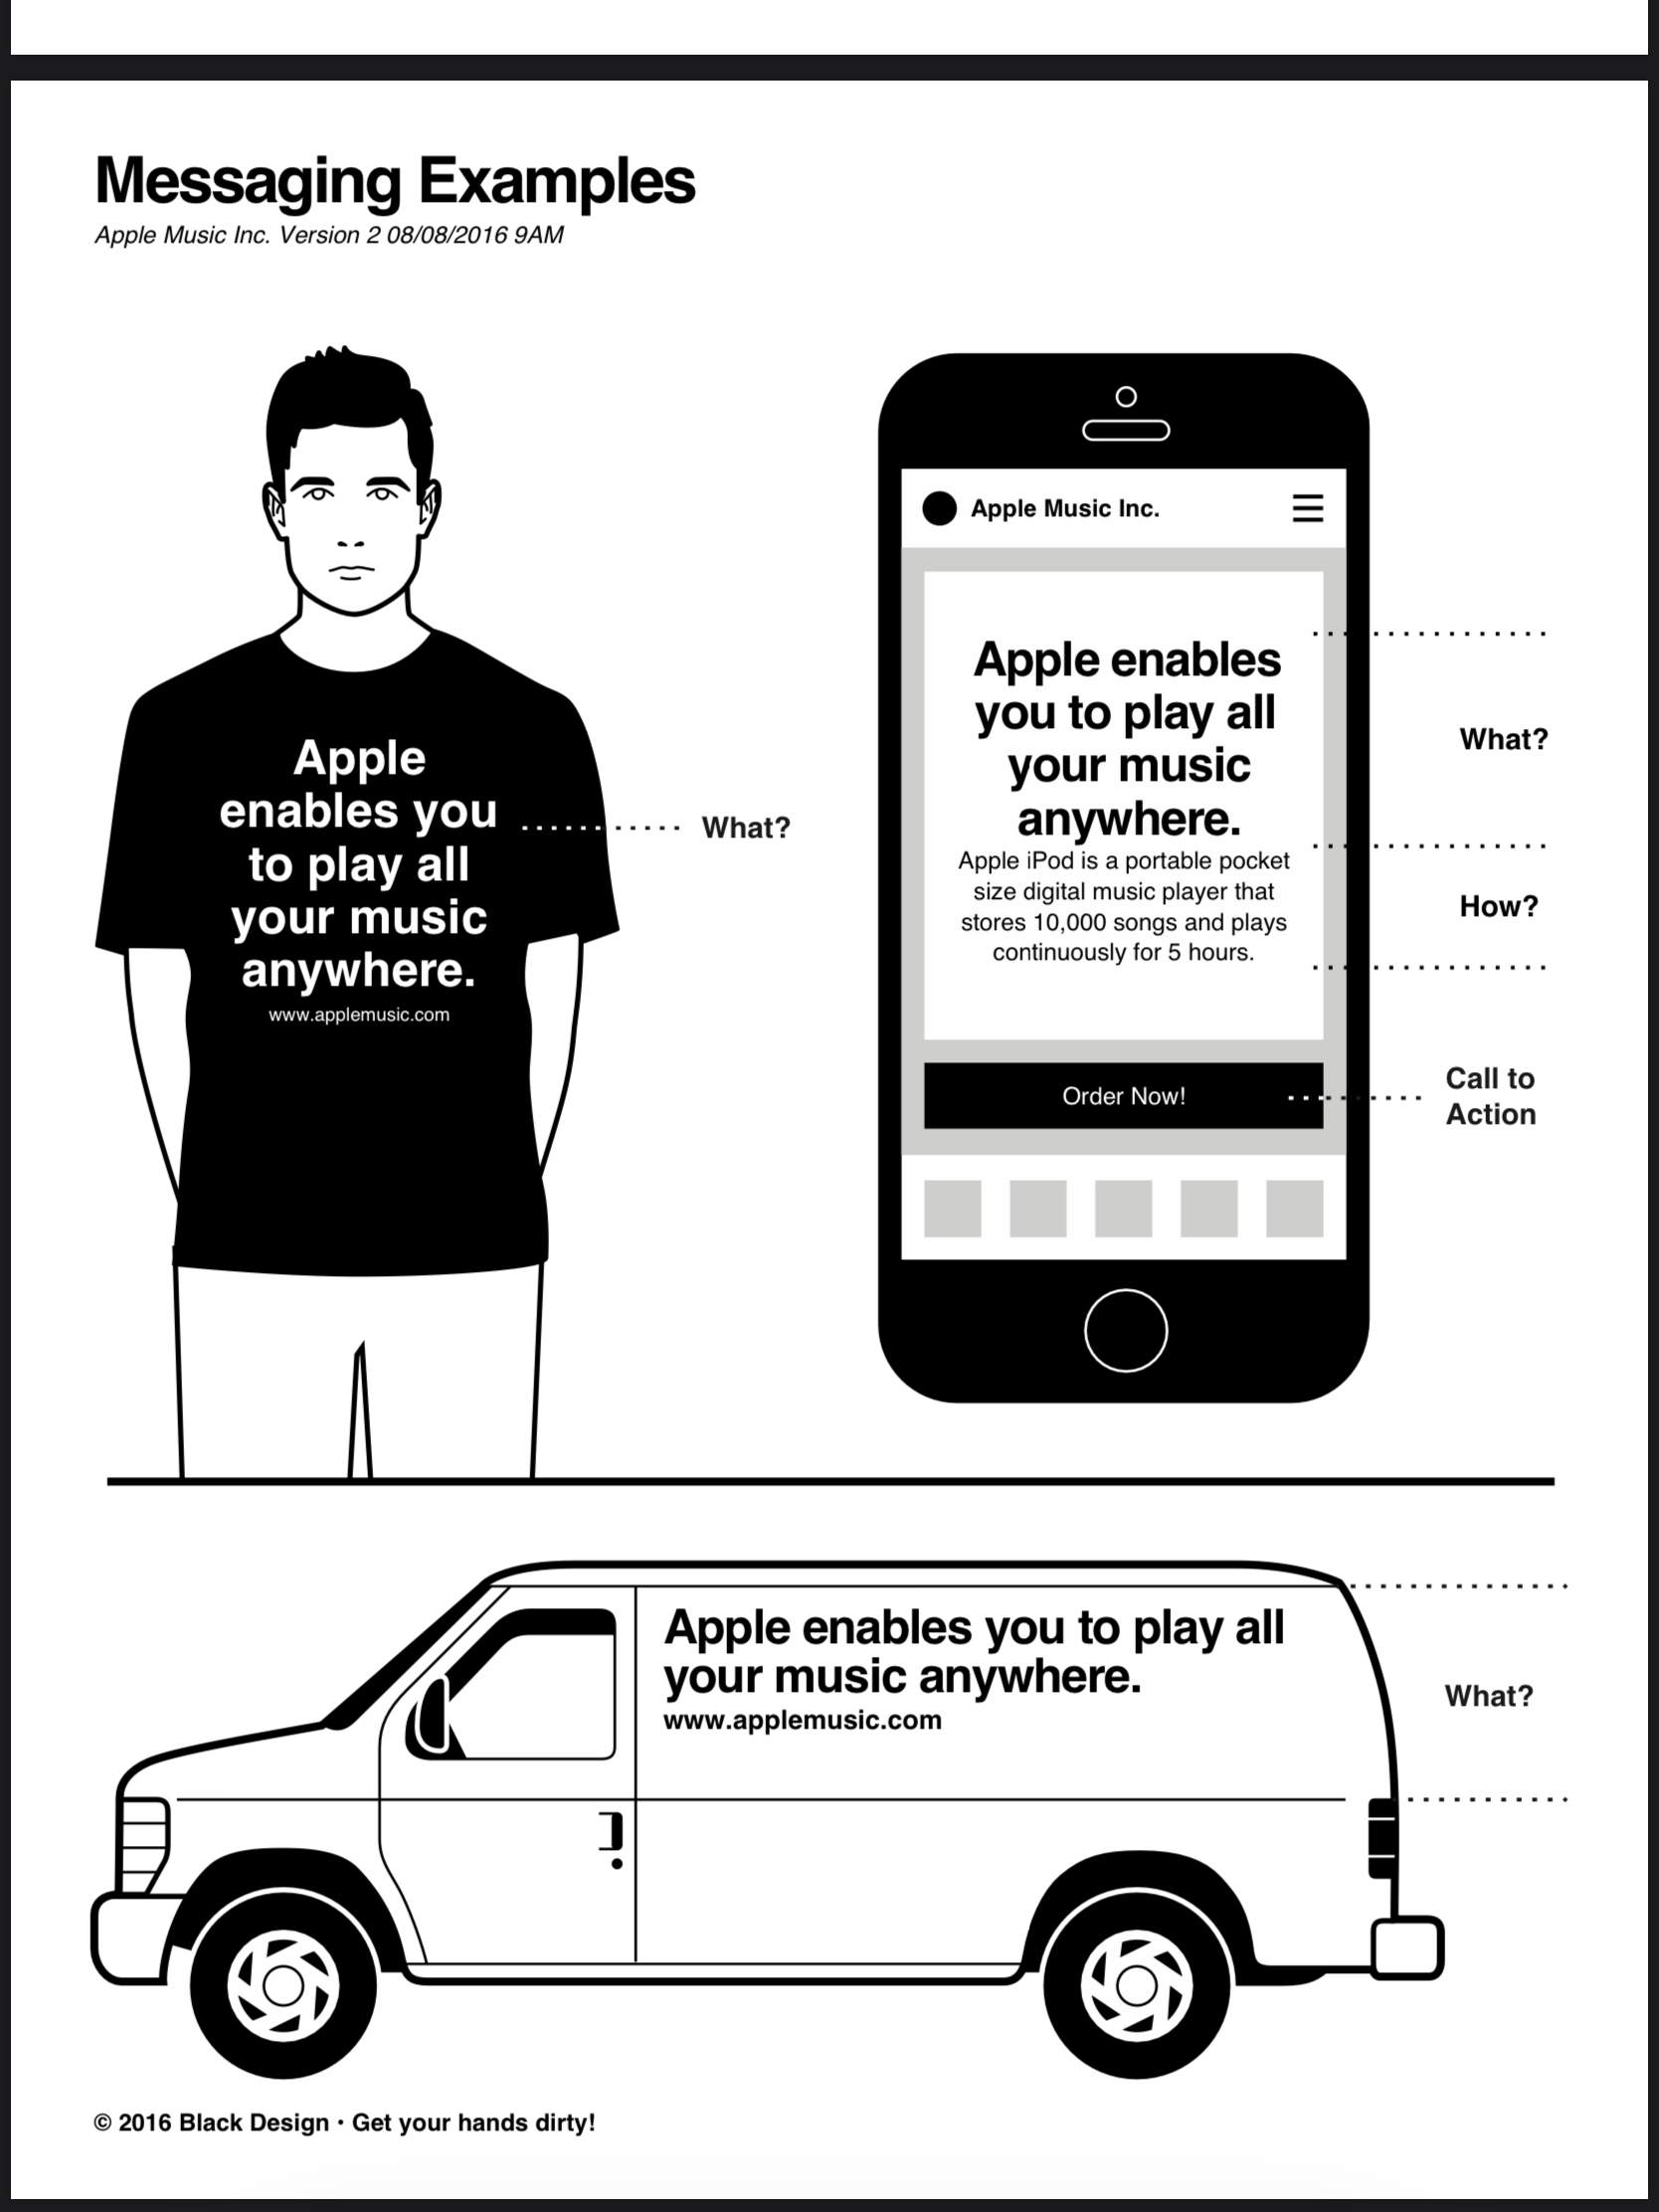 Messaging Examples
Apple Music Inc. Version 2 08/08/2016 9AM
Apple
enables you
to play all
your music
anywhere.
www.applemusic.com
What?
Apple Music Inc.
Apple enables
you to play all
your music
anywhere.
Apple iPod is a portable pocket
size digital music player that
stores 10,000 songs and plays
continuously for 5 hours.
Order Now!
What?
How?
Call to
Action
Apple enables you to play all
your music anywhere.
www.applemusic.com
What?
© 2016 Black Design • Get your hands dirty!